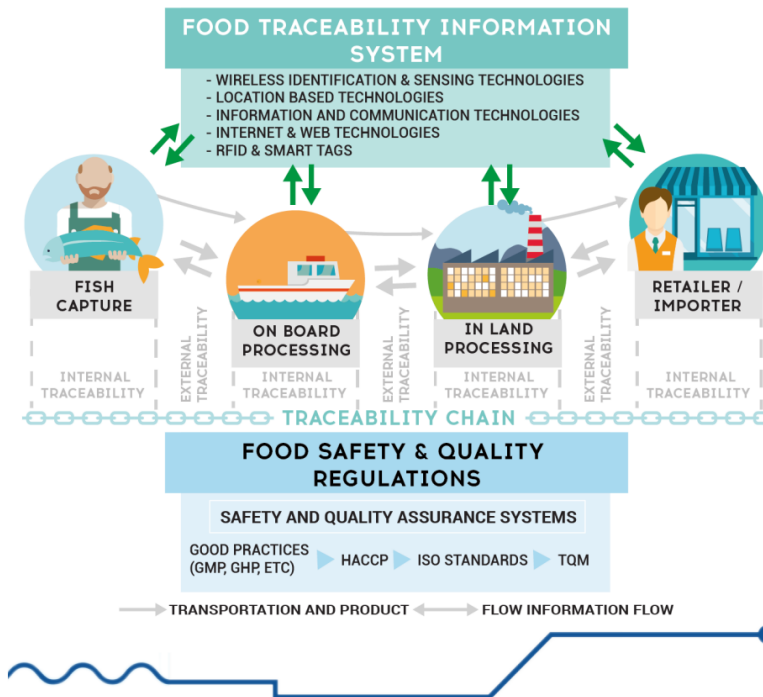 FOOD TRACEABILITY INFORMATION
SYSTEM
- WIRELESS IDENTIFICATION & SENSING TECHNOLOGIES
- LOCATION BASED TECHNOLOGIES
- INFORMATION AND COMMUNICATION TECHNOLOGIES
- INTERNET & WEB TECHNOLOGIES
- RFID & SMART TAGS
FISH
CAPTURE
ON BOARD
PROCESSING
IN LAND
PROCESSING
RETAILER /
IMPORTER
INTERNAL
TRACEABILITY
EXTERNAL
TRACEABILITY
INTERNAL
TRACEABILITY
EXTERNAL
TRACEABILITY
INTERNAL
TRACEABILITY
EXTERNAL
TRACEABILITY
INTERNAL
TRACEABILITY
TRACEABILITY CHAIN
FOOD SAFETY & QUALITY
REGULATIONS
SAFETY AND QUALITY ASSURANCE SYSTEMS
GOOD PRACTICES
(GMP, GHP, ETC)
HACCP
ISO STANDARDS
TQM
TRANSPORTATION AND PRODUCT
FLOW INFORMATION FLOW